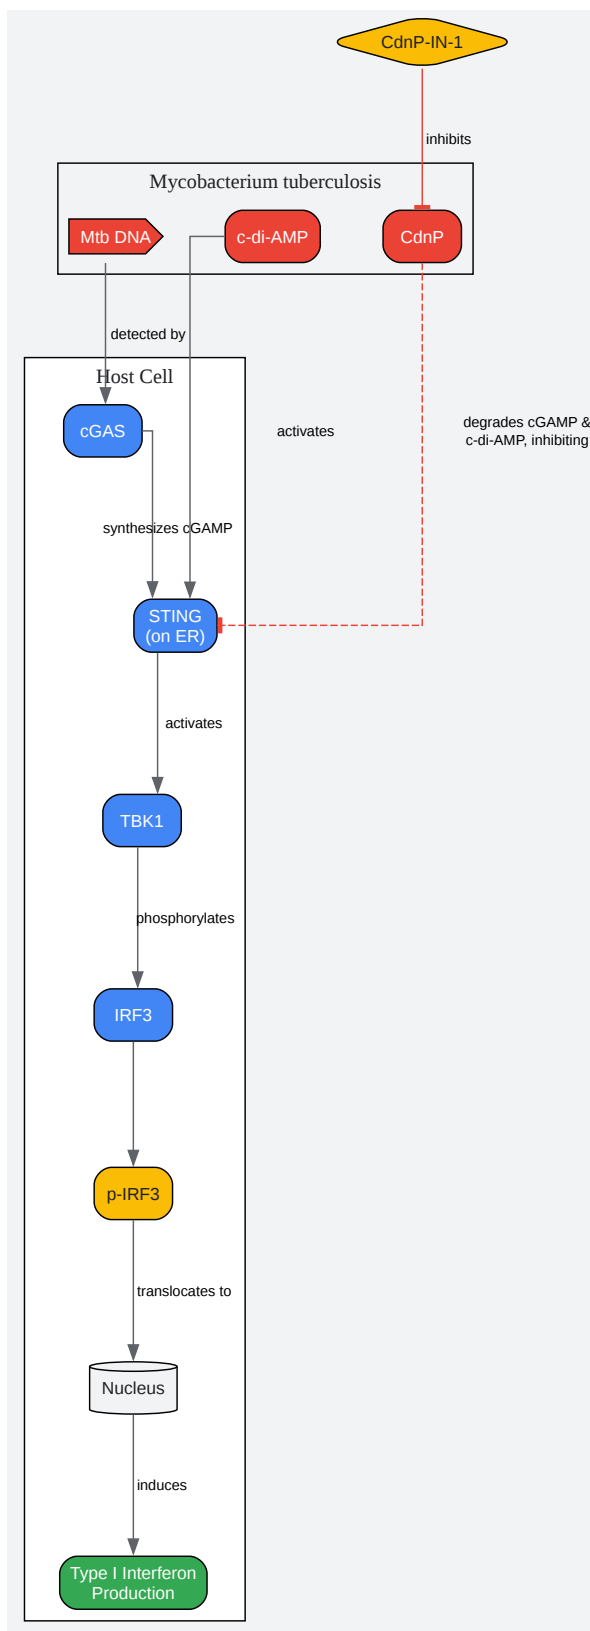 CdnP-IN-1
inhibits
Mycobacterium tuberculosis
Mtb DNA
c-di-AMP
CdnP
detected by
Host Cell
cGAS
activates
degrades cGAMP &
c-di-AMP, inhibiting
synthesizes cGAMP
STING
(on ER)
activates
TBK1
phosphorylates
IRF3
p-IRF3
translocates to
Nucleus
induces
Type I Interferon
Production